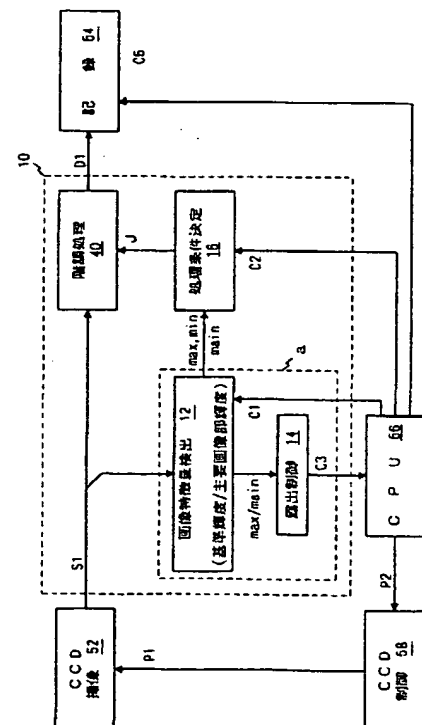 10
CCD
撮像 52
S1
階調処理
40
D1
記録 64
C6
J
画像特徴量検出 12
(基準輝度/主要画像部輝度)
max,min
main
処理条件決定
16
a
max/main
C1
C2
露出制御 14
C3
P1
CCD
制御 58
P2
CPU 66